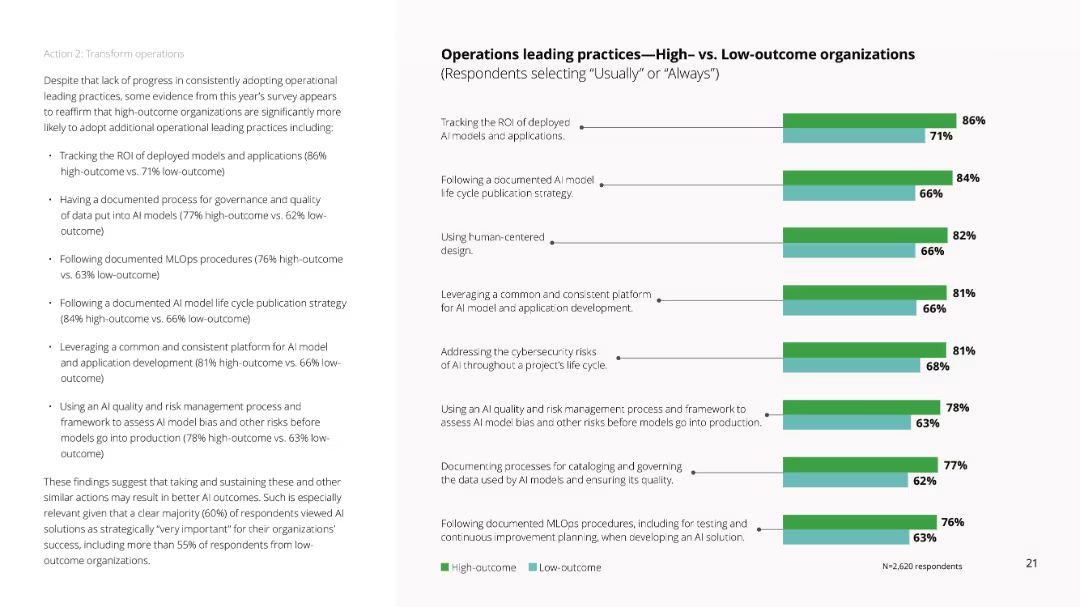 Action 2: Transform operations
Despite that lack of progress in consistently adopting operational
leading practices, some evidence from this year's survey appears
to reaffirm that high-outcome organizations are significantly more
likely to adopt additional operational leading practices including:
• Tracking the ROI of deployed models and applications (86%
high-outcome vs. 71% low-outcome)
• Having a documented process for governance and quality
of data put into AI models (77% high-outcome vs. 62% low-
outcome)
• Following documented MLOps procedures (76% high-outcome
vs. 63% low-outcome)
• Following a documented AI model life cycle publication strategy
(84% high-outcome vs. 66% low-outcome)
• Leveraging a common and consistent platform for AI model
and application development (81% high-outcome vs. 66% low-
outcome)
• Using an AI quality and risk management process and
framework to assess AI model bias and other risks before
models go into production (78% high-outcome vs. 63% low-
outcome)
These findings suggest that taking and sustaining these and other
similar actions may result in better AI outcomes. Such is especially
relevant given that a clear majority (60%) of respondents viewed AI
solutions as strategically “very important” for their organizations'
success, including more than 55% of respondents from low-
outcome organizations.
Operations leading practices—High– vs. Low-outcome organizations
(Respondents selecting “Usually” or “Always”)
Tracking the ROI of deployed
AI models and applications.
86%
71%
Following a documented AI model
life cycle publication strategy.
84%
66%
Using human-centered
design.
82%
66%
Leveraging a common and consistent platform
for AI model and application development.
81%
66%
Addressing the cybersecurity risks
of AI throughout a project's life cycle.
81%
68%
Using an AI quality and risk management process and framework to
assess AI model bias and other risks before models go into production.
78%
63%
Documenting processes for cataloging and governing
the data used by AI models and ensuring its quality.
77%
62%
Following documented MLOps procedures, including for testing and
continuous improvement planning, when developing an AI solution.
76%
63%
High-outcome Low-outcome
N=2,620 respondents
21